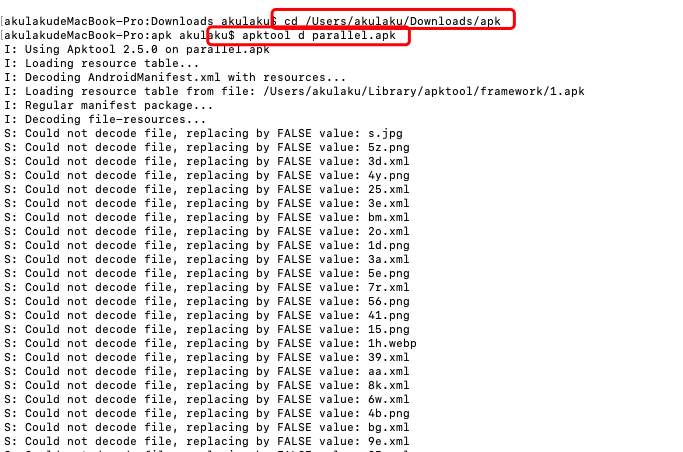 [akulakudeMacBook-Pro:Downloads akulaku$ cd /Users/akulaku/Downloads/apk
[akulakudeMacBook-Pro:apk akulaku$ apktool d parallel.apk
I: Using Apktool 2.5.0 on parallel.apk
I: Loading resource table...
I: Decoding AndroidManifest.xml with resources...
I: Loading resource table from file: /Users/akulaku/Library/apktool/framework/1.apk
I: Regular manifest package...
I: Decoding file-resources...
S: Could not decode file, replacing by FALSE value: s.jpg
S: Could not decode file, replacing by FALSE value: 5z.png
S: Could not decode file, replacing by FALSE value: 3d.xml
S: Could not decode file, replacing by FALSE value: 4y.png
S: Could not decode file, replacing by FALSE value: 25.xml
S: Could not decode file, replacing by FALSE value: 3e.xml
S: Could not decode file, replacing by FALSE value: bm.xml
S: Could not decode file, replacing by FALSE value: 2o.xml
S: Could not decode file, replacing by FALSE value: 1d.png
S: Could not decode file, replacing by FALSE value: 3a.xml
S: Could not decode file, replacing by FALSE value: 5e.png
S: Could not decode file, replacing by FALSE value: 7r.xml
S: Could not decode file, replacing by FALSE value: 56.png
S: Could not decode file, replacing by FALSE value: 41.png
S: Could not decode file, replacing by FALSE value: 15.png
S: Could not decode file, replacing by FALSE value: 1h.webp
S: Could not decode file, replacing by FALSE value: 39.xml
S: Could not decode file, replacing by FALSE value: aa.xml
S: Could not decode file, replacing by FALSE value: 8k.xml
S: Could not decode file, replacing by FALSE value: 6w.xml
S: Could not decode file, replacing by FALSE value: 4b.png
S: Could not decode file, replacing by FALSE value: bg.xml
S: Could not decode file, replacing by FALSE value: 9e.xml